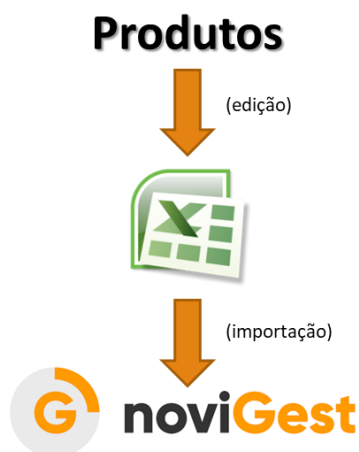 Produtos
(edição)
X
(importação)
G noviGest